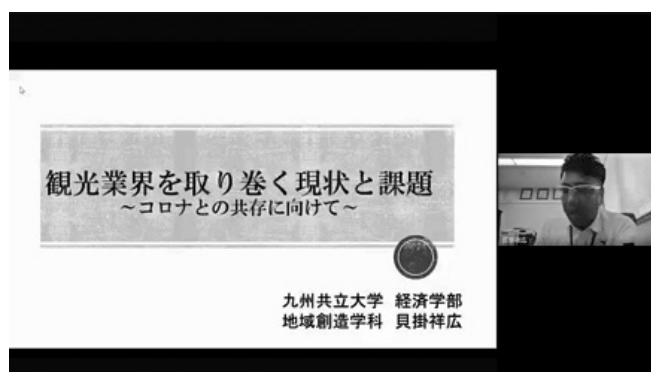 観光業界を取り巻く現状と課題
～コロナとの共存に向けて～
九州共立大学 経済学部
地域創造学科 貝掛祥広